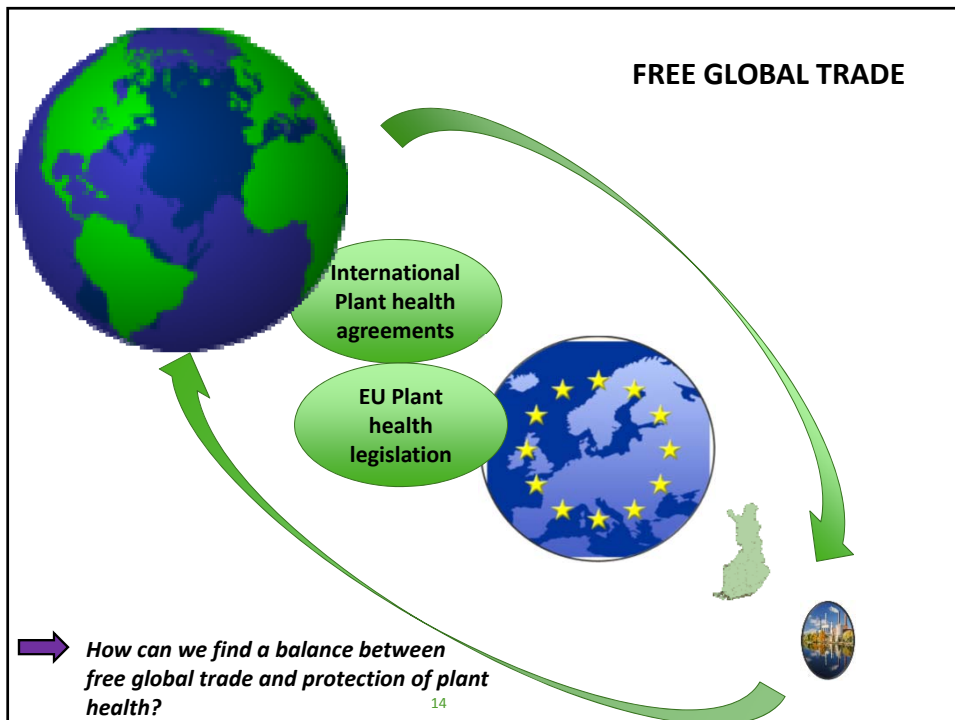 FREE GLOBAL TRADE
International
Plant health
agreements
EU Plant
health
legislation
How can we find a balance between
free global trade and protection of plant
health?
14